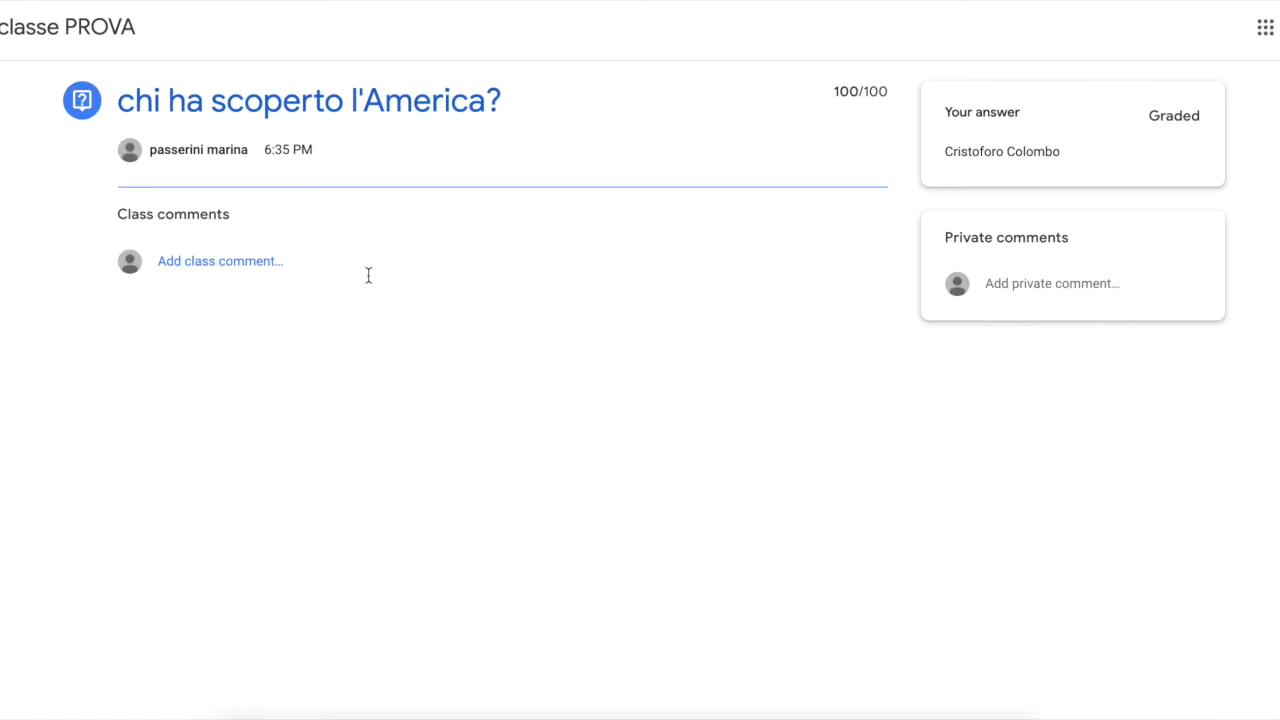 classe PROVA
chi ha scoperto l'America?
100/100
passerini marina 6:35 PM
Class comments
Add class comment...
Your answer
Graded
Cristoforo Colombo
Private comments
Add private comment...